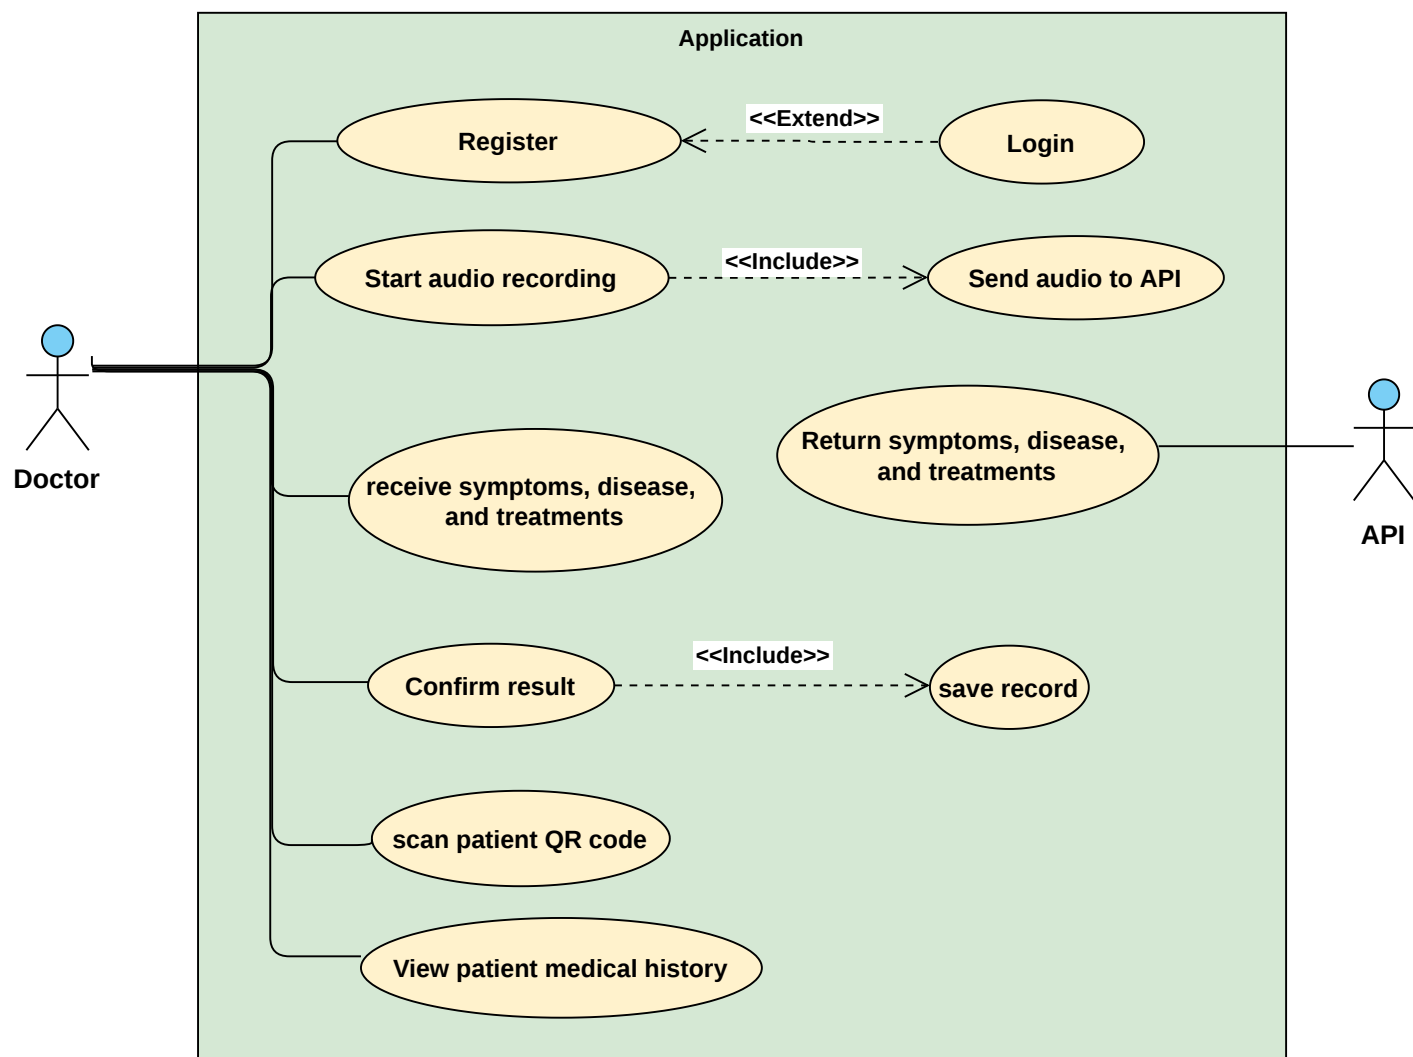 Application
Register
<<Extend>>
Login
Start audio recording
<<Include>>
Send audio to API
Doctor
receive symptoms, disease,
and treatments
Return symptoms, disease,
and treatments
API
Confirm result
<<Include>>
save record
scan patient QR code
View patient medical history